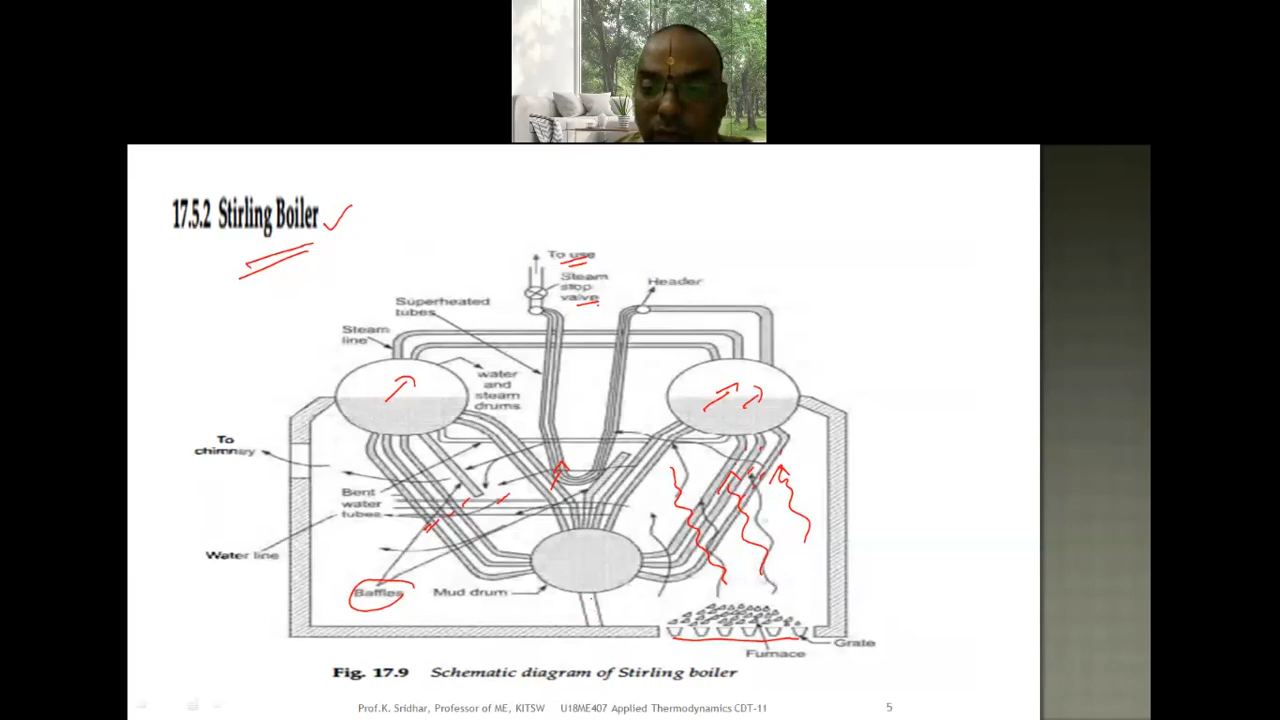 17.5.2 Stirling Boiler
To use
Steam
stop
valve
Header
Superheated
tubes
Steam
line
water
and
steam
drums
To
chimney
Bent
water
tubes
Water line
Baffles
Mud drum
Grate
Furnace
Fig. 17.9 Schematic diagram of Stirling boiler
Prof.K. Sridhar, Professor of ME, KITSW U18ME407 Applied Thermodynamics CDT-11 5